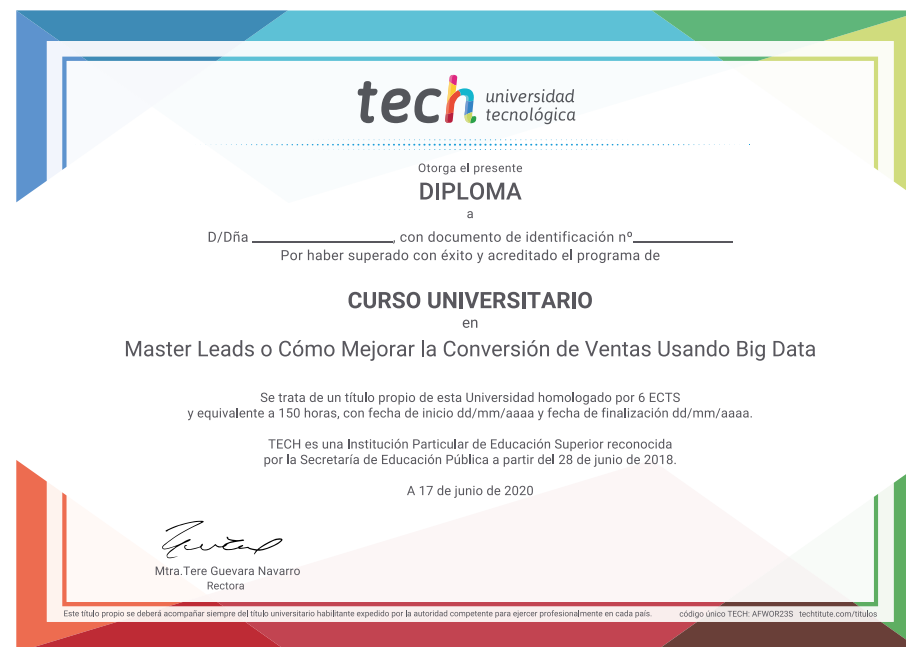 tech universidad
tecnológica
Otorga el presente
DIPLOMA
a
D/Dña ____________________, con documento de identificación nº______________
Por haber superado con éxito y acreditado el programa de
CURSO UNIVERSITARIO
en
Master Leads o Cómo Mejorar la Conversión de Ventas Usando Big Data
Se trata de un título propio de esta Universidad homologado por 6 ECTS
y equivalente a 150 horas, con fecha de inicio dd/mm/aaaa y fecha de finalización dd/mm/aaaa.
TECH es una Institución Particular de Educación Superior reconocida
por la Secretaría de Educación Pública a partir del 28 de junio de 2018.
A 17 de junio de 2020
Mtra.Tere Guevara Navarro
Rectora
Este título propio se deberá acompañar siempre del título universitario habilitante expedido por la autoridad competente para ejercer profesionalmente en cada país. código único TECH: AFWOR23S techtitute.com/titulos